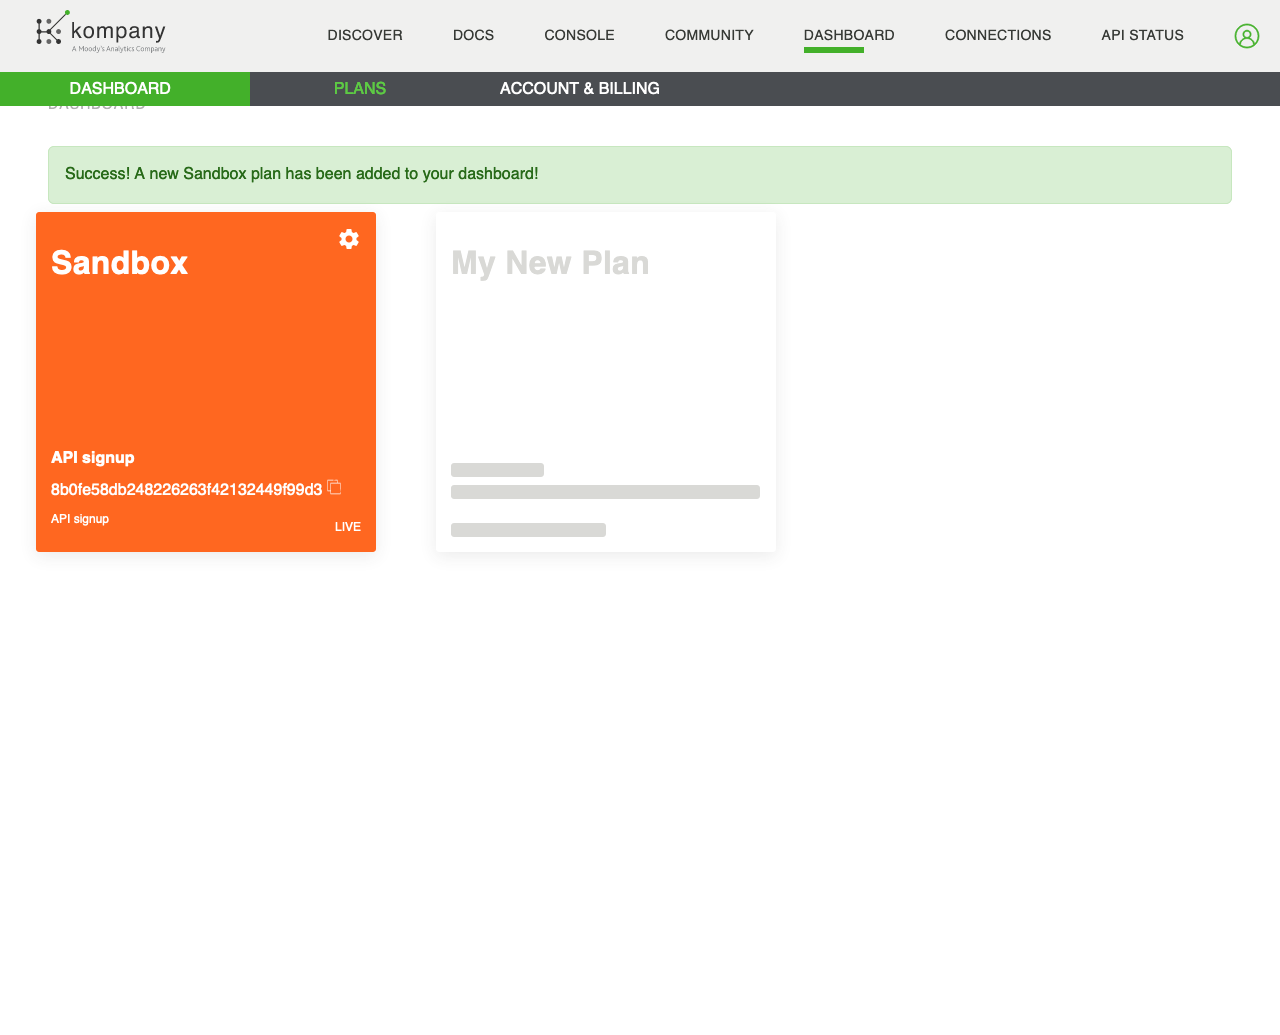 kompany
A Moody's Analytics Company
DISCOVER
DOCS
CONSOLE
COMMUNITY
DASHBOARD
CONNECTIONS
API STATUS
DASHBOARD
PLANS
ACCOUNT & BILLING
DASHBOARD
Success! A new Sandbox plan has been added to your dashboard!
Sandbox
API signup
8b0fe58db248226263f42132449f99d3
API signup
LIVE
My New Plan